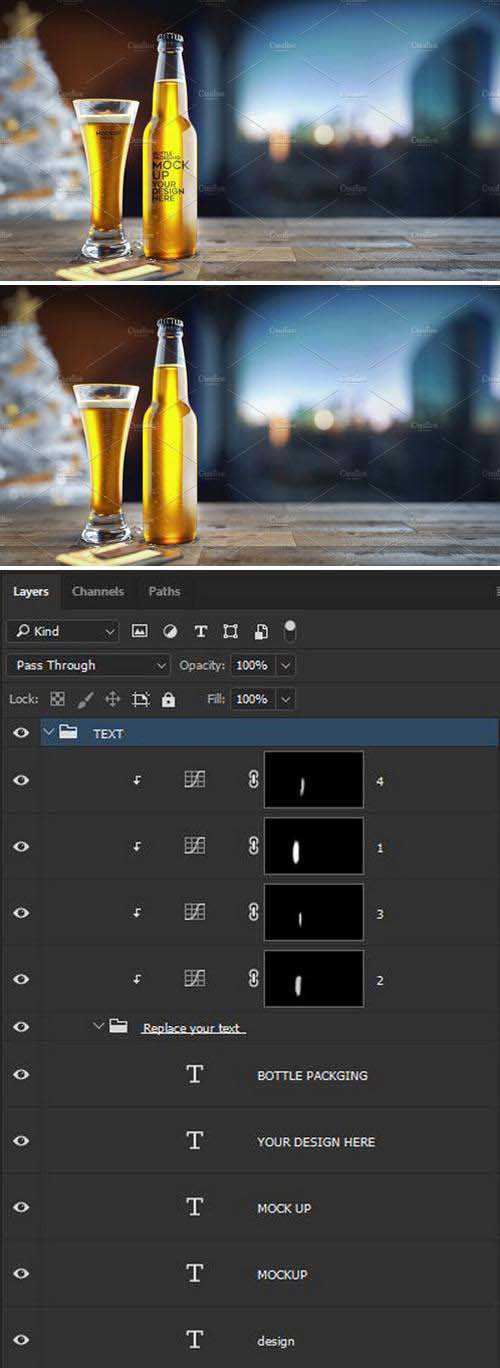 MOCKUP
BOTTLE
PACKAGING
MOCK
UP
YOUR
DESIGN
HERE
Layers
Channels
Paths
Kind
Pass Through
Opacity:
100%
Lock:
Fill:
100%
TEXT
4
1
3
2
Replace your text
BOTTLE PACKGING
YOUR DESIGN HERE
MOCK UP
MOCKUP
design